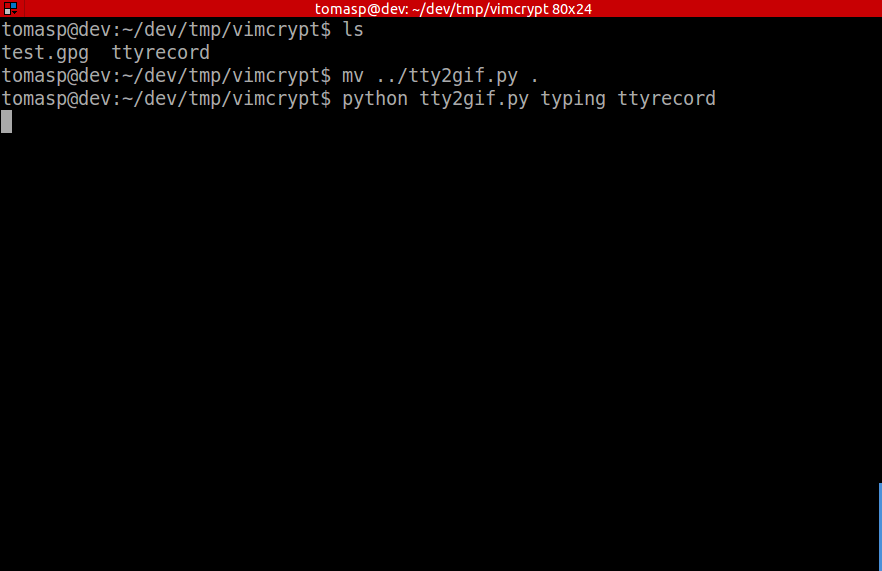 tomasp@dev: ~/dev/tmp/vimcrypt 80x24
tomasp@dev:~/dev/tmp/vimcrypt$ ls
test.gpg  ttyrecord
tomasp@dev:~/dev/tmp/vimcrypt$ mv ../tty2gif.py .
tomasp@dev:~/dev/tmp/vimcrypt$ python tty2gif.py typing ttyrecord